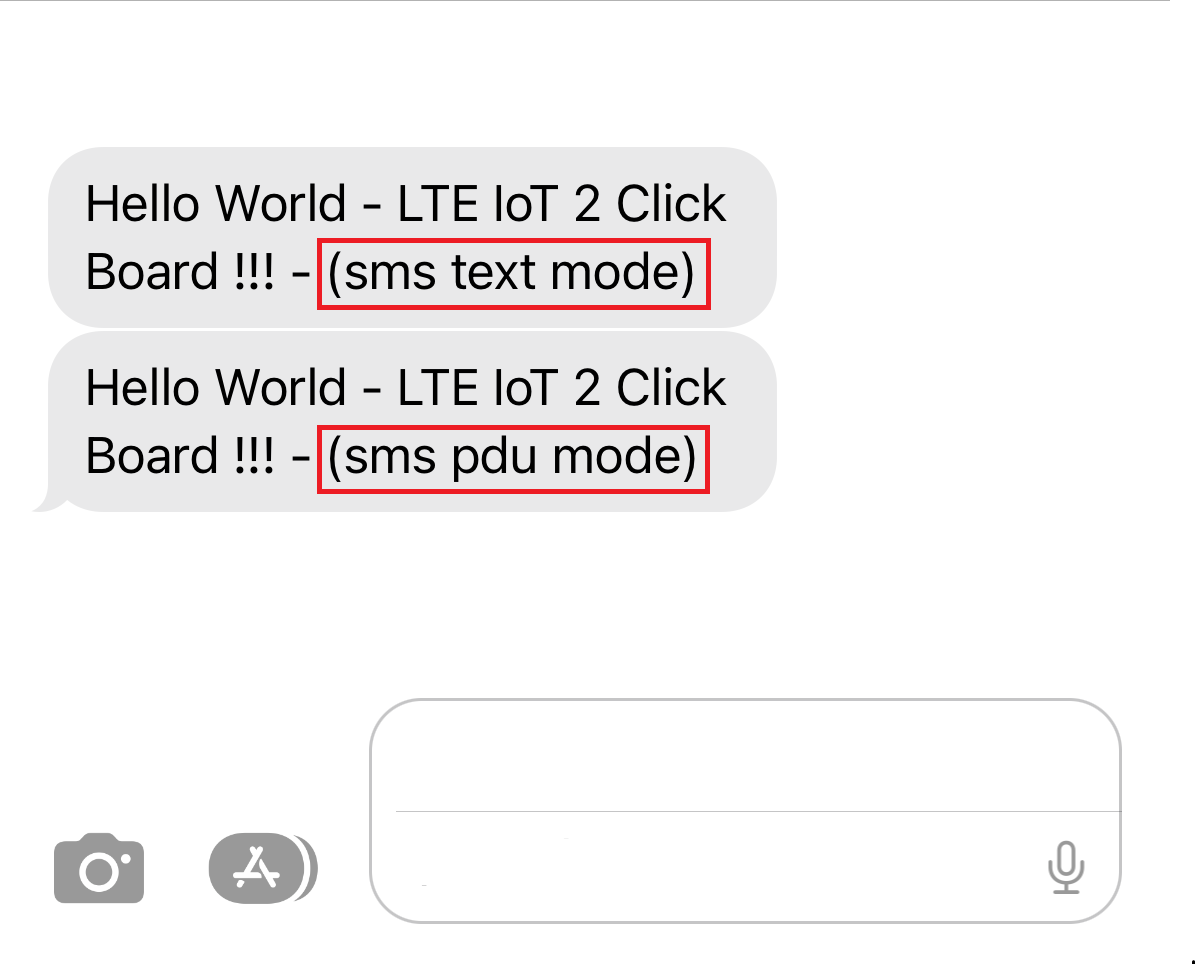 Hello World - LTE IoT 2 Click
Board !!! - (sms text mode)
Hello World - LTE IoT 2 Click
Board !!! - (sms pdu mode)